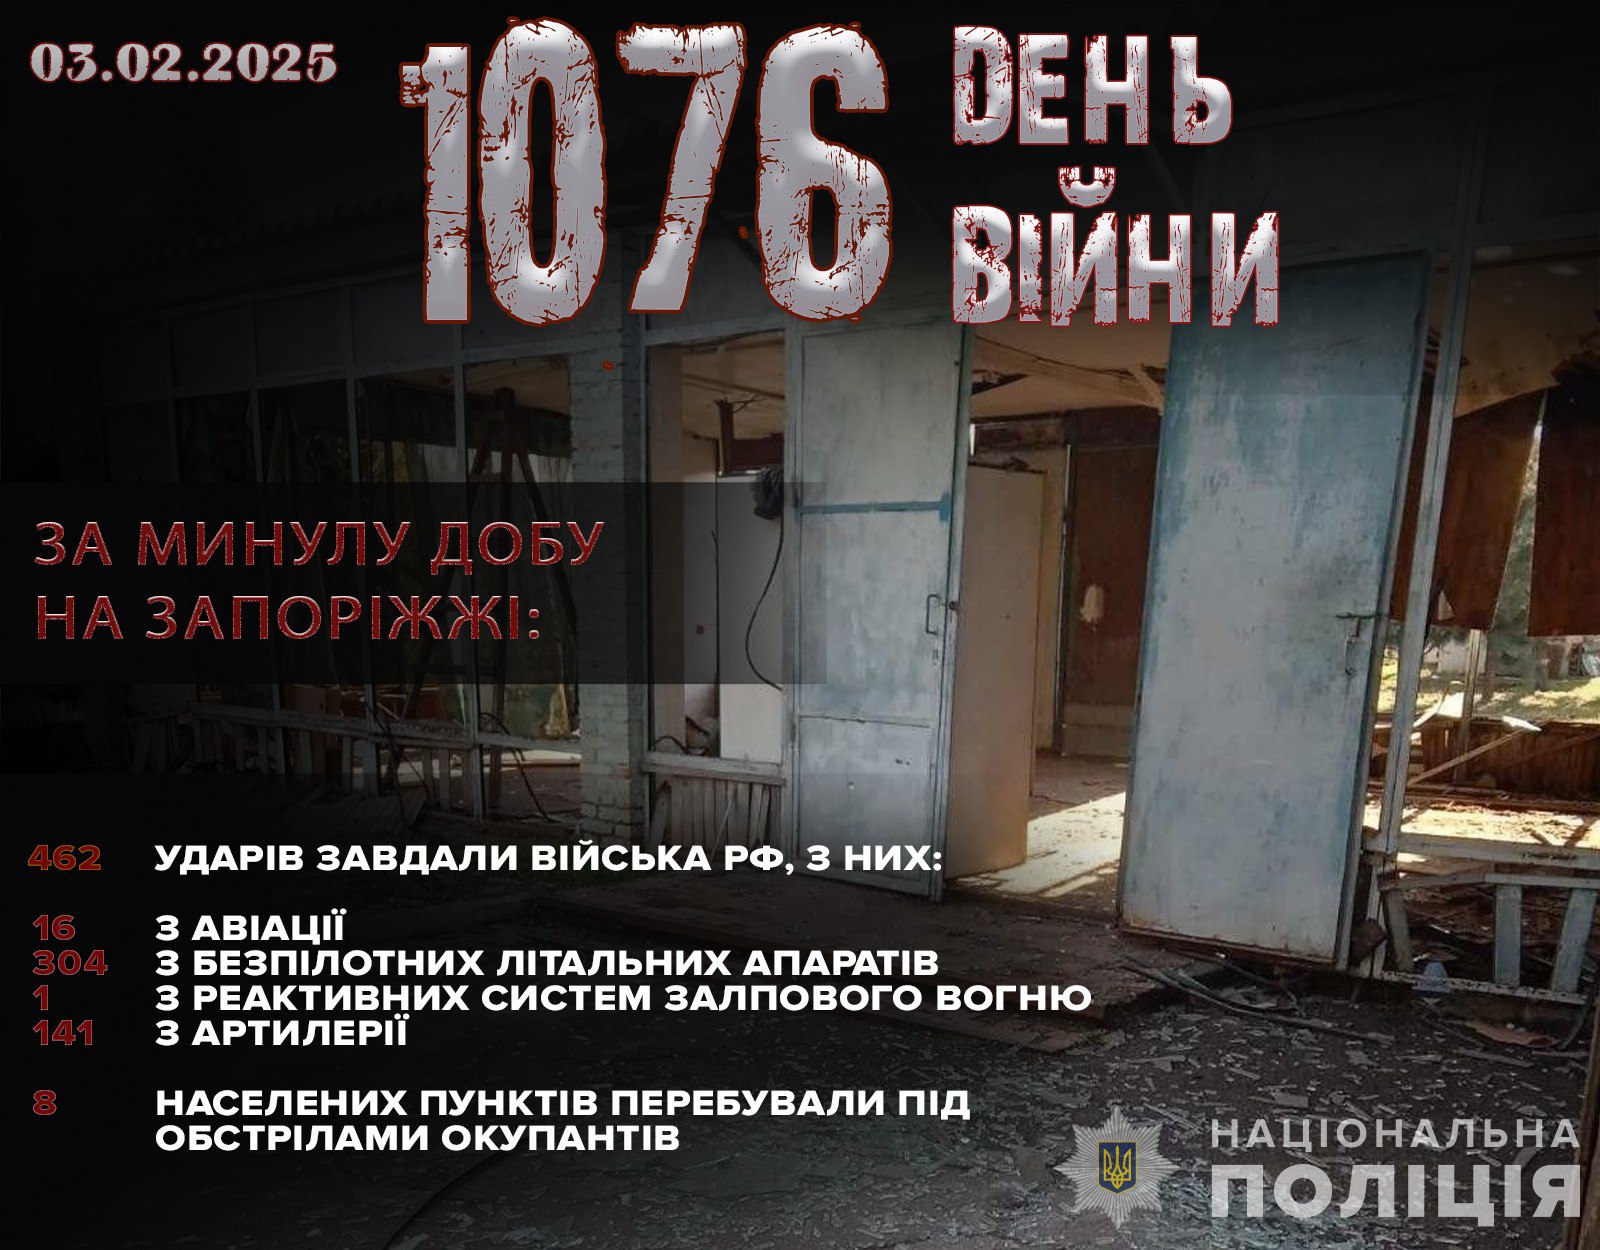 03.02.2025
1076
ДЕНЬ
ВІЙНИ
ЗА МИНУЛУ ДОБУ
НА ЗАПОРІЖЖІ:
462 УДАРІВ ЗАВДАЛИ ВІЙСЬКА РФ, З НИХ:
16 З АВІАЦІЇ
304 З БЕЗПІЛОТНИХ ЛІТАЛЬНИХ АПАРАТІВ
1 З РЕАКТИВНИХ СИСТЕМ ЗАЛПОВОГО ВОГНЮ
141 З АРТИЛЕРІЇ
8 НАСЕЛЕНИХ ПУНКТІВ ПЕРЕБУВАЛИ ПІД
ОБСТРІЛАМИ ОКУПАНТІВ
НАЦІОНАЛЬНА
ПОЛІЦІЯ